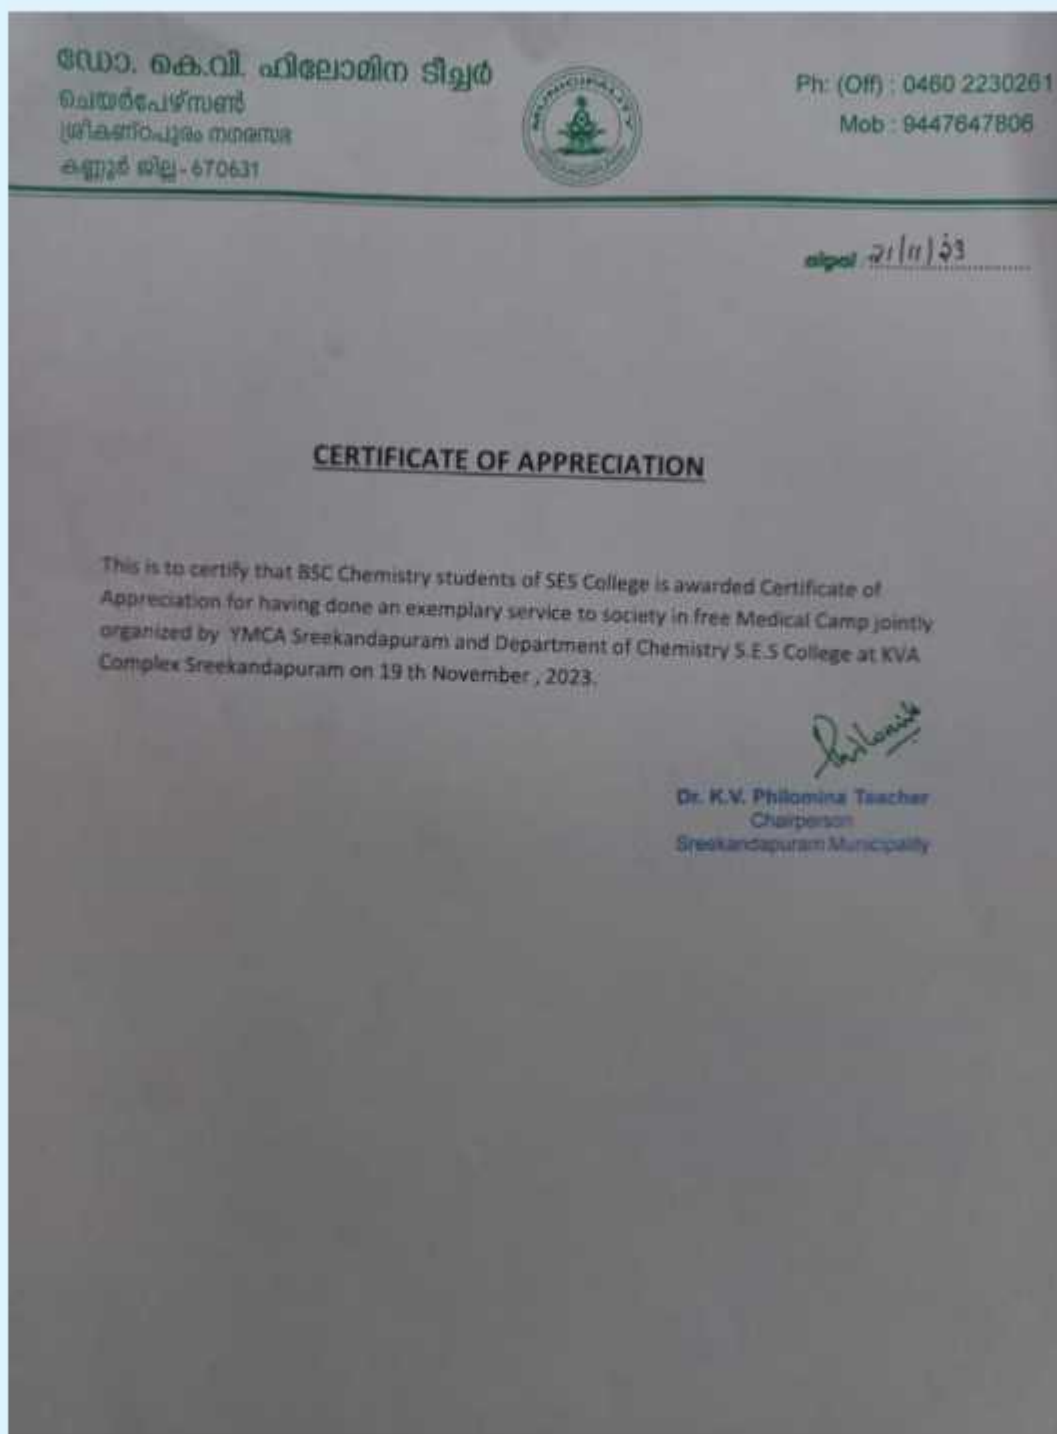 ഡോ. കെ.വി. ഫിലോമിന ടീച്ചർ
ചെയർപേഴ്സൺ
ശ്രീകണ്ഠപുരം നഗരസഭ
കണ്ണൂർ ജില്ല - 670631
MUNICIPALITY
Ph: (Off) : 0460 2230261
Mob : 9447647806
21/11/23
CERTIFICATE OF APPRECIATION
This is to certify that BSC Chemistry students of SES College is awarded Certificate of
Appreciation for having done an exemplary service to society in free Medical Camp jointly
organized by YMCA Sreekandapuram and Department of Chemistry S.E.S College at KVA
Complex Sreekandapuram on 19 th November , 2023.
Dr. K.V. Philomina Teacher
Chairperson
Sreekandapuram Municipality